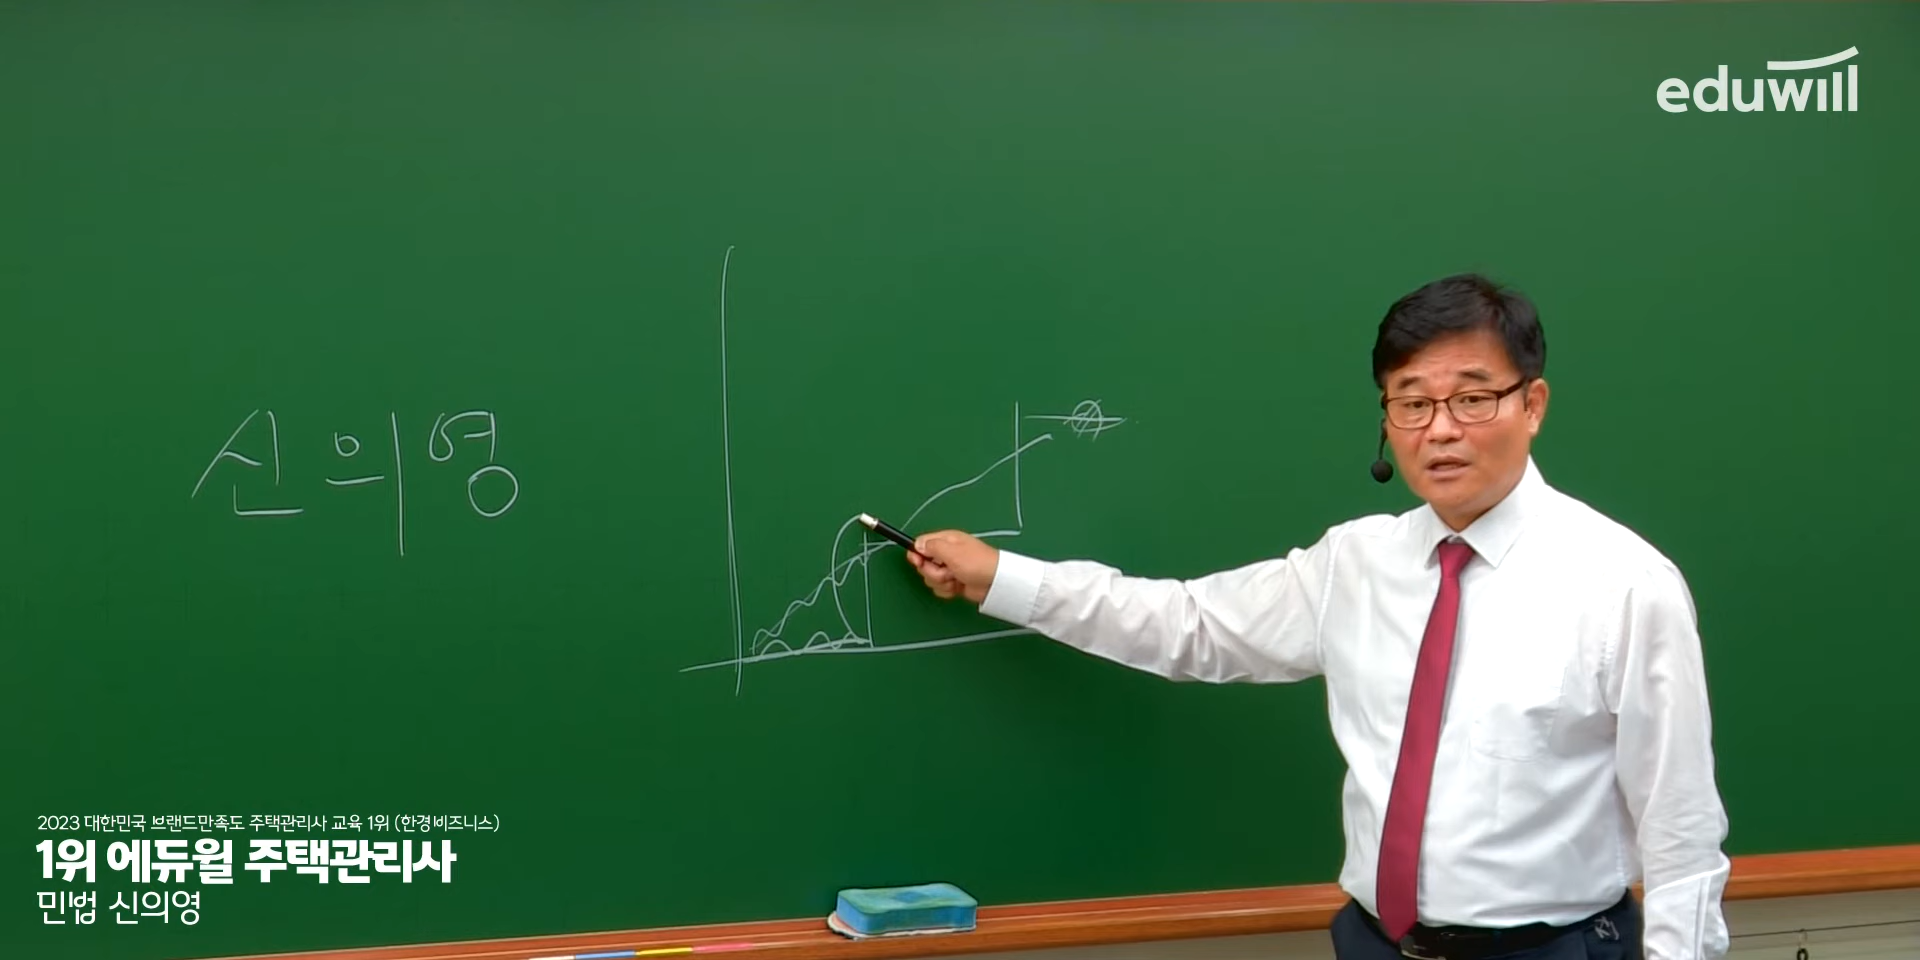 eduwill
신의영
2023 대한민국 브랜드만족도 주택관리사 교육 1위 (한경비즈니스)
1위 에듀윌 주택관리사
민법 신의영